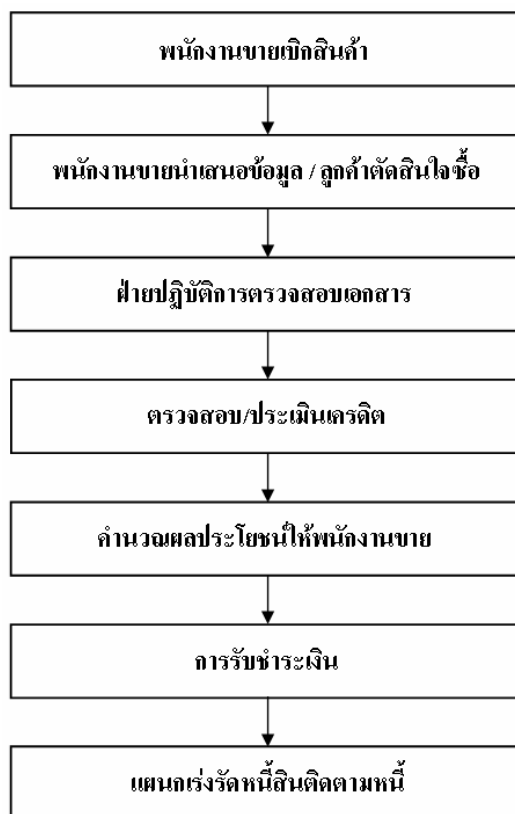 พนักงานขายเบิกสินค้า
พนักงานขายนำเสนอข้อมูล / ลูกค้าตัดสินใจซื้อ
ฝ่ายปฎิบัติการตรวจสอบเอกสาร
ตรวจสอบ/ประเมินเครดิต
คำนวณผลประโยชน์ให้พนักงานขาย
การรับชำระเงิน
แผนกเร่งรัดหนี้สินติดตามหนี้